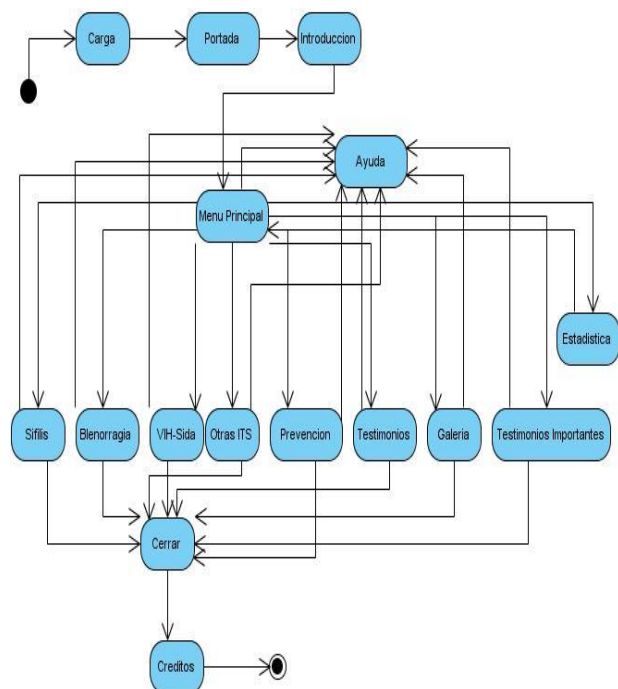 Carga
Portada
Introduccion
Ayuda
Menu Principal
Estadistica
Sifilis
Blenorragia
VIH-Sida
Otras ITS
Prevencion
Testimonios
Galeria
Testimonios Importantes
Cerrar
Creditos